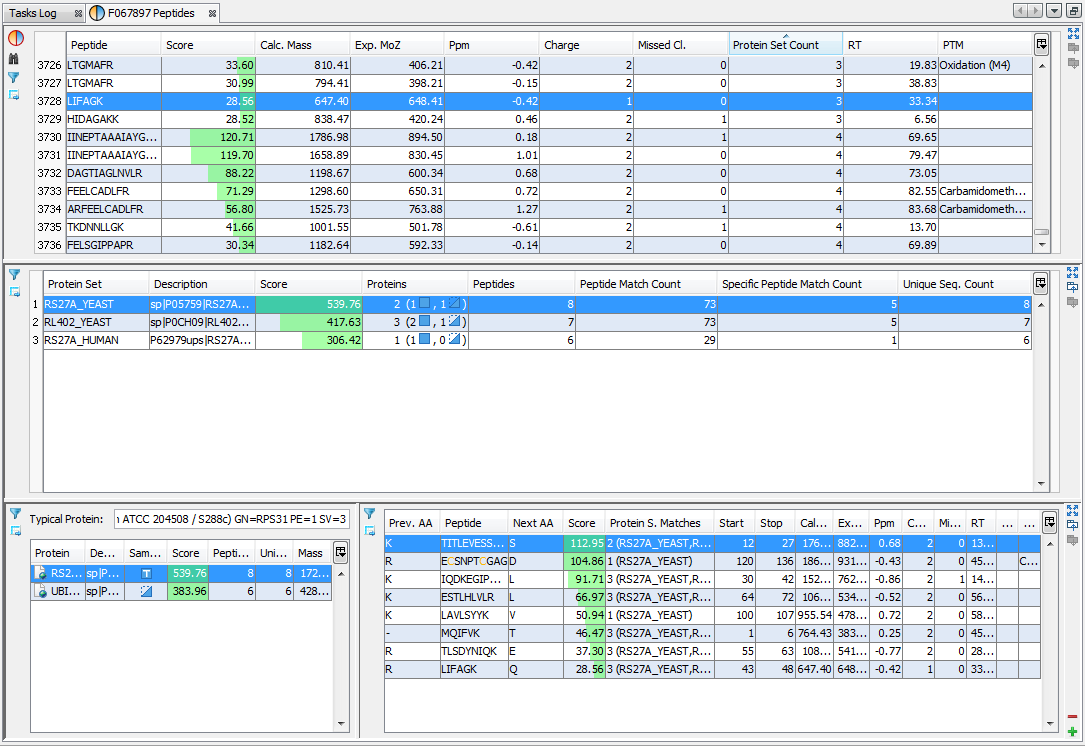 Tasks Log F067897 Peptides
Peptide Score Calc. Mass Exp. MoZ Ppm Charge Missed Cl. Protein Set Count RT PTM
3726 LTGMAFR 33.60 810.41 406.21 -0.42 2 0 3 19.83 Oxidation (M4)
3727 LTGMAFR 30.99 794.41 398.21 -0.15 2 0 3 38.83
3728 LIFAGK 28.56 647.40 648.41 -0.42 1 0 3 33.34
3729 HIDAGAKK 28.52 838.47 420.24 0.46 2 1 3 6.56
3730 IINEPTAAAIAYG... 120.71 1786.98 894.50 0.18 2 1 4 69.65
3731 IINEPTAAAIAYG... 119.70 1658.89 830.45 1.01 2 0 4 79.47
3732 DAGTIAGLNVLR 88.22 1198.67 600.34 0.68 2 0 4 73.05
3733 FEELCADLFR 71.29 1298.60 650.31 0.72 2 0 4 82.55 Carbamidometh...
3734 ARFEELCADLFR 56.80 1525.73 763.88 1.27 2 1 4 83.68 Carbamidometh...
3735 TKDNNLLGK 41.66 1001.55 501.78 -0.61 2 1 4 13.70
3736 FELSGIPPAPR 30.34 1182.64 592.33 -0.14 2 0 4 69.89
Protein Set Description Score Proteins Peptides Peptide Match Count Specific Peptide Match Count Unique Seq. Count
1 RS27A_YEAST sp|P05759|RS27A... 539.76 2 (1 , 1 ) 8 73 5 8
2 RL402_YEAST sp|P0CH09|RL402... 417.63 3 (2 , 1 ) 7 73 5 7
3 RS27A_HUMAN P62979ups|RS27A... 306.42 1 (1 , 0 ) 6 29 1 6
Typical Protein: ATCC 204508 / S288c) GN=RPS31 PE=1 SV=3
Protein De... Sam... Score Pepti... Uni... Mass
RS2... sp|P... T 539.76 8 8 172...
UBI... sp|P... 383.96 6 6 428...
Prev. AA Peptide Next AA Score Protein S. Matches Start Stop Cal... Ex... Ppm C... Mi... RT ... ...
K TITLEVESS... S 112.95 2 (RS27A_YEAST,R... 12 27 176... 882... 0.68 2 0 13...
R ECSNPTCGAG D 104.86 1 (RS27A_YEAST) 120 136 186... 931... -0.43 2 0 45... C...
K IQDKEGIP... L 91.71 3 (RS27A_YEAST,R... 30 42 152... 762... -0.86 2 1 14...
K ESTLHLVLR L 66.97 3 (RS27A_YEAST,R... 64 72 106... 534... -0.52 2 0 56...
K LAVLSYYK V 50.94 1 (RS27A_YEAST) 100 107 955.54 478... 0.72 2 0 58...
- MQIFVK T 46.47 3 (RS27A_YEAST,R... 1 6 764.43 383... 0.25 2 0 45...
R TLSDYNIQK E 37.30 3 (RS27A_YEAST,R... 55 63 108... 541... -0.77 2 0 28...
R LIFAGK Q 28.56 3 (RS27A_YEAST,R... 43 48 647.40 648... -0.42 1 0 33...